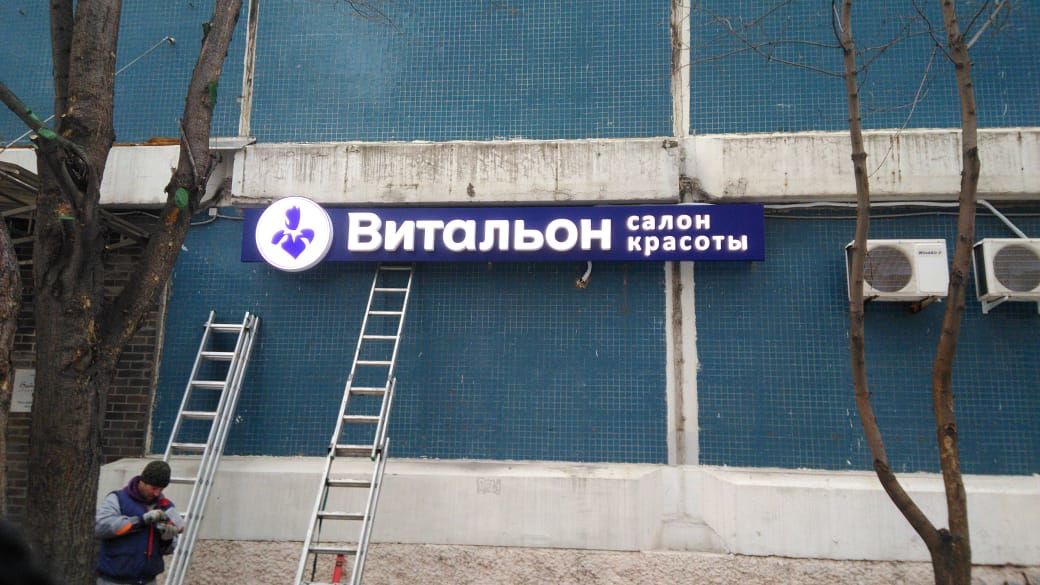 Витальон
салон
красоты